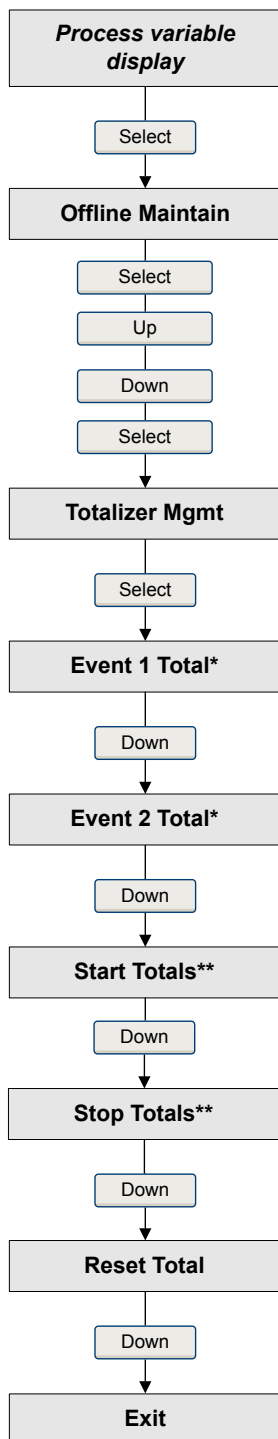 Process variable
display
Select
Offline Maintain
Select
Up
Down
Select
Totalizer Mgmt
Select
Event 1 Total*
Down
Event 2 Total*
Down
Start Totals**
Down
Stop Totals**
Down
Reset Total
Down
Exit